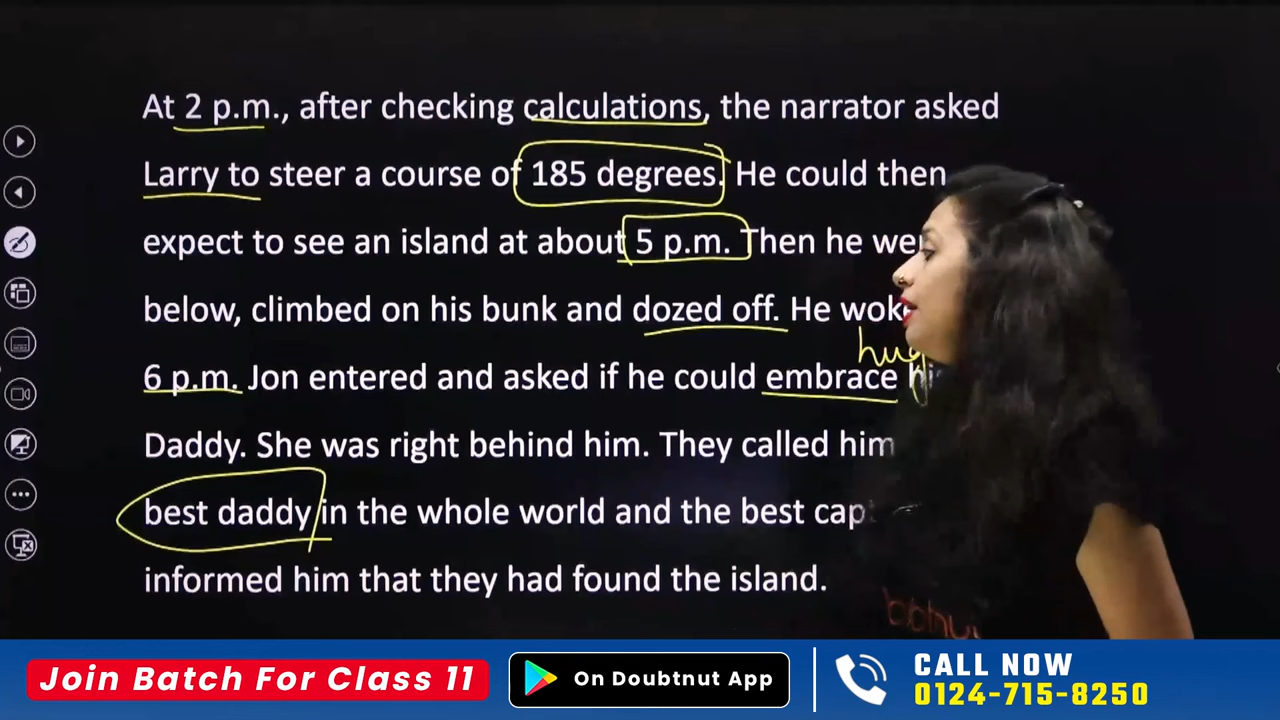 At 2 p.m., after checking calculations, the narrator asked
Larry to steer a course of 185 degrees. He could then
expect to see an island at about 5 p.m. Then he
below, climbed on his bunk and dozed off. He
hug
6 p.m. Jon entered and asked if he could embrace
Daddy. She was right behind him. They called him
best daddy in the whole world and the best
informed him that they had found the island.
Join Batch For Class 11
On Doubtnut App
CALL NOW
0124-715-8250